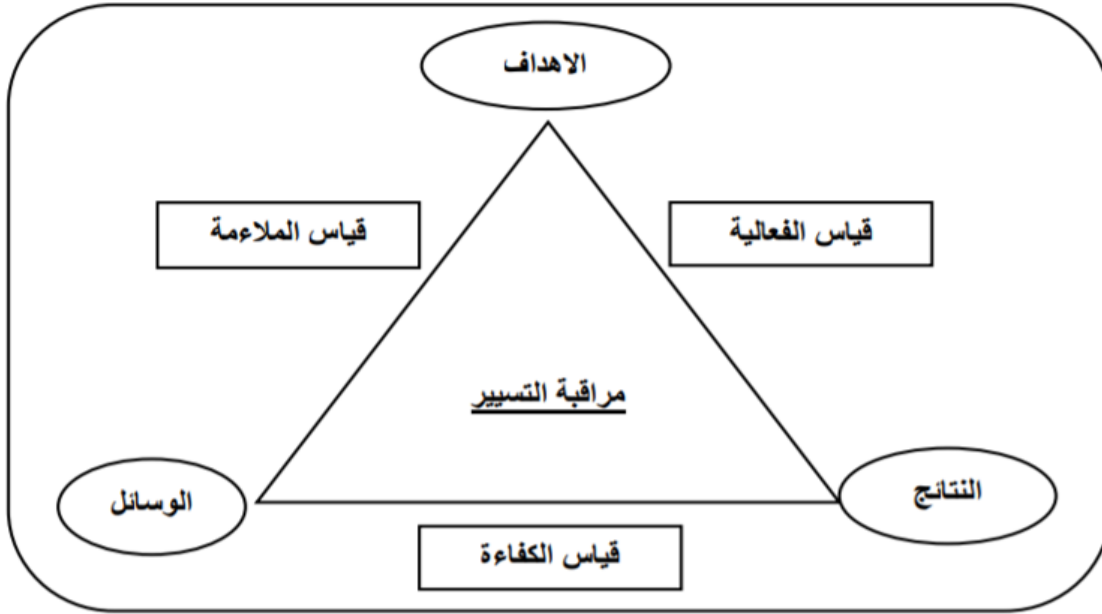 الاهداف
قياس الفعالية
قياس الملاءمة
مراقبة التسيير
النتائج
الوسائل
قياس الكفاءة